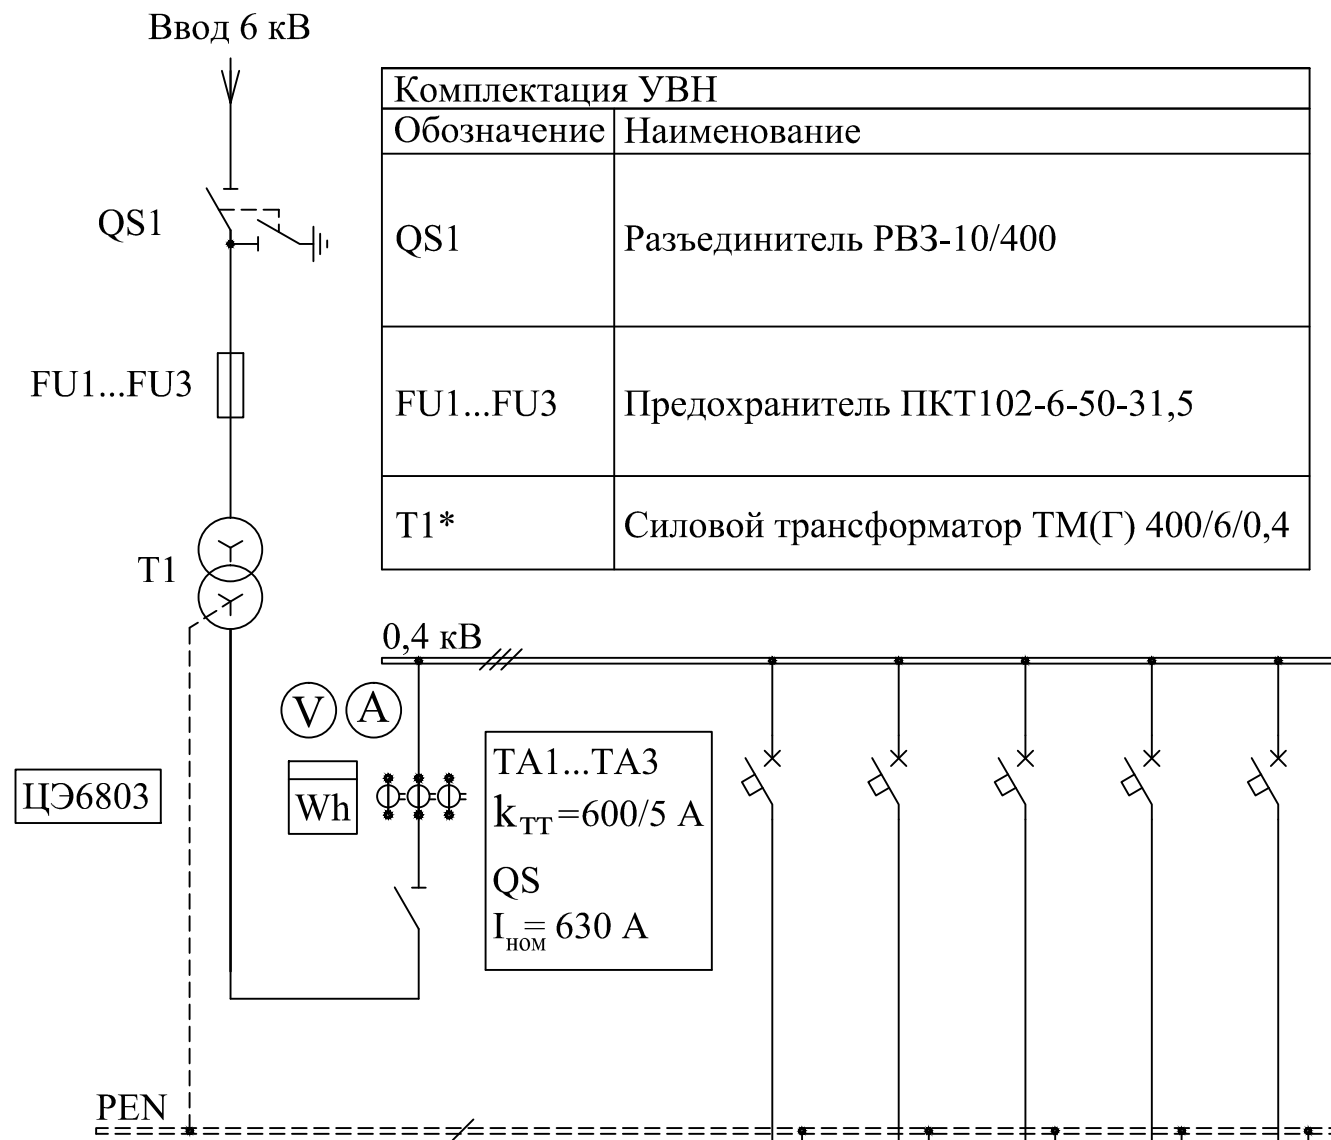 Ввод 6 кВ
Комплектация УВН
Обозначение Наименование
QS1
QS1 Разъединитель РВЗ-10/400
FU1...FU3
FU1...FU3 Предохранитель ПКТ102-6-50-31,5
T1* Силовой трансформатор ТМ(Г) 400/6/0,4
T1
0,4 кВ
V A
TA1...TA3
kТТ=600/5 А
QS
Iном= 630 А
ЦЭ6803
Wh
PEN